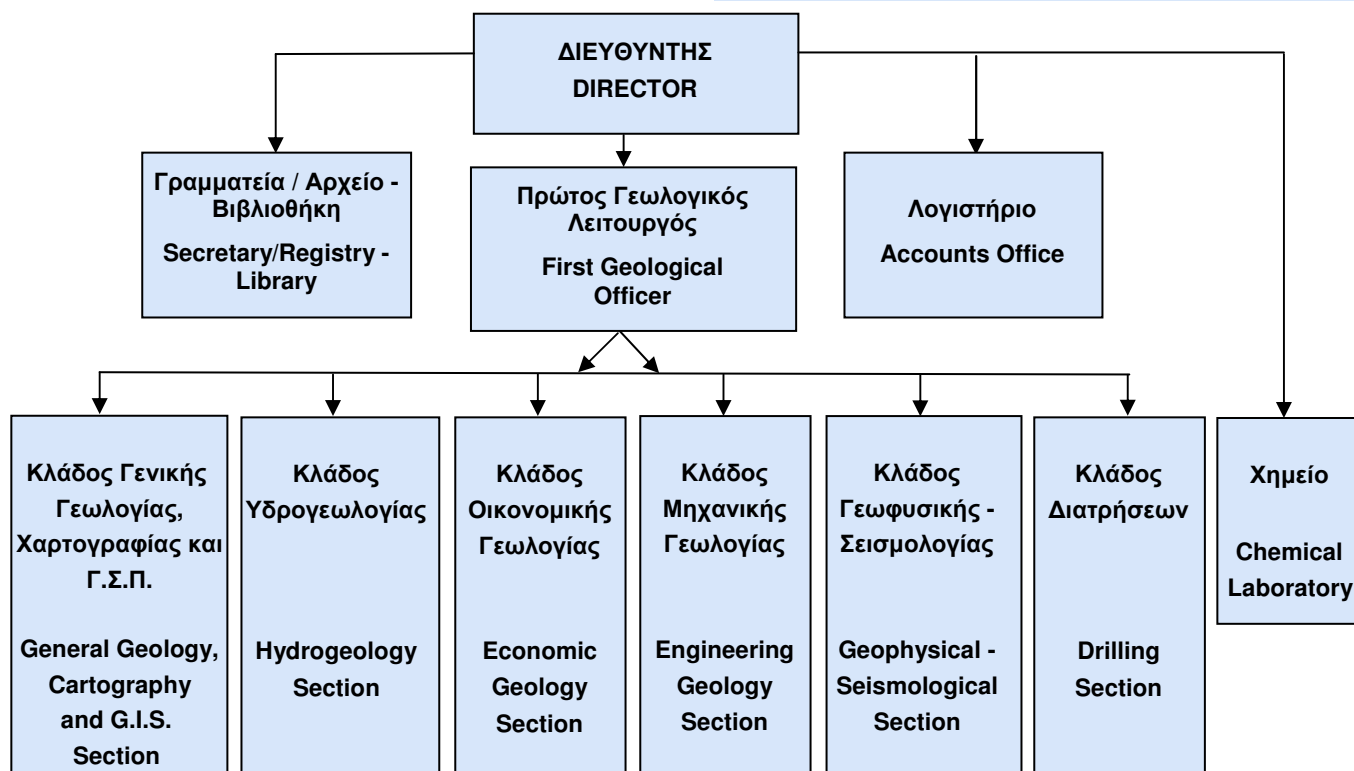 ΔΙΕΥΘΥΝΤΗΣ
DIRECTOR
Γραμματεία / Αρχείο -
Βιβλιοθήκη
Secretary/Registry -
Library
Πρώτος Γεωλογικός
Λειτουργός
First Geological
Officer
Λογιστήριο
Accounts Office
Κλάδος Γενικής
Γεωλογίας,
Χαρτογραφίας και
Γ.Σ.Π.
General Geology,
Cartography
and G.I.S.
Section
Κλάδος
Υδρογεωλογίας
Hydrogeology
Section
Κλάδος
Οικονομικής
Γεωλογίας
Economic
Geology
Section
Κλάδος
Μηχανικής
Γεωλογίας
Engineering
Geology
Section
Κλάδος
Γεωφυσικής -
Σεισμολογίας
Geophysical -
Seismological
Section
Κλάδος
Διατρήσεων
Drilling
Section
Χημείο
Chemical
Laboratory